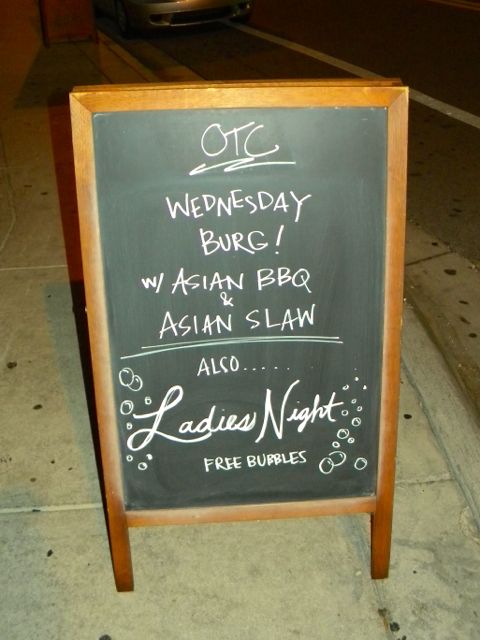 OTC
WEDNESDAY
BURG!
W/ ASIAN BBQ
&
ASIAN SLAW
ALSO.....
Ladies Night
FREE BUBBLES